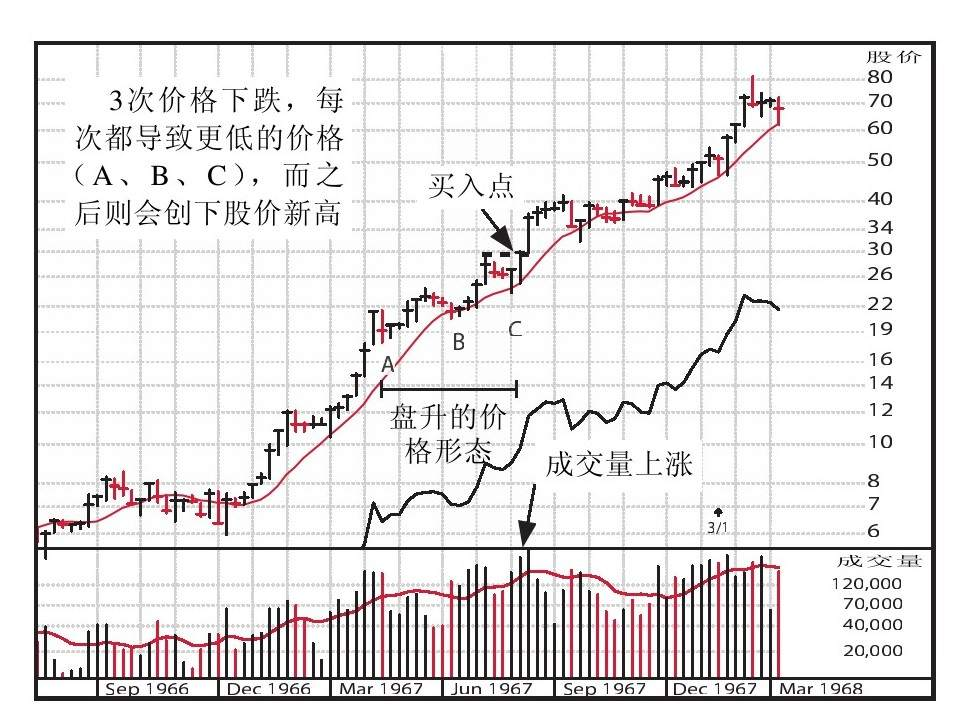 股价
3次价格下跌，每
次都导致更低的价格
（A、B、C），而之
后则会创下股价新高
买入点
80
70
60
50
40
34
30
26
22
19
16
14
12
10
8
7
6
A
B
C
盘升的价
格形态
成交量上涨
3/1
成交量
120,000
70,000
40,000
20,000
Sep 1966 Dec 1966 Mar 1967 Jun 1967 Sep 1967 Dec 1967 Mar 1968